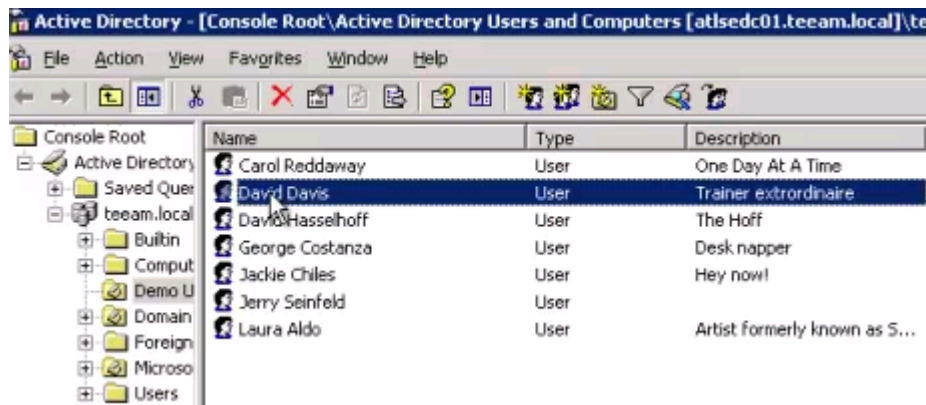 Active Directory - [Console Root\Active Directory Users and Computers [atlsedc01.teeam.local]\te
File Action View Favorites Window Help
Console Root
Active Directory
Saved Quer
teeam.local
Builtin
Comput
Demo U
Domain
Foreign
Microso
Users
Name Type Description
Carol Reddaway User One Day At A Time
David Davis User Trainer extrordinaire
David Hasselhoff User The Hoff
George Costanza User Desk napper
Jackie Chiles User Hey now!
Jerry Seinfeld User
Laura Aldo User Artist formerly known as S...